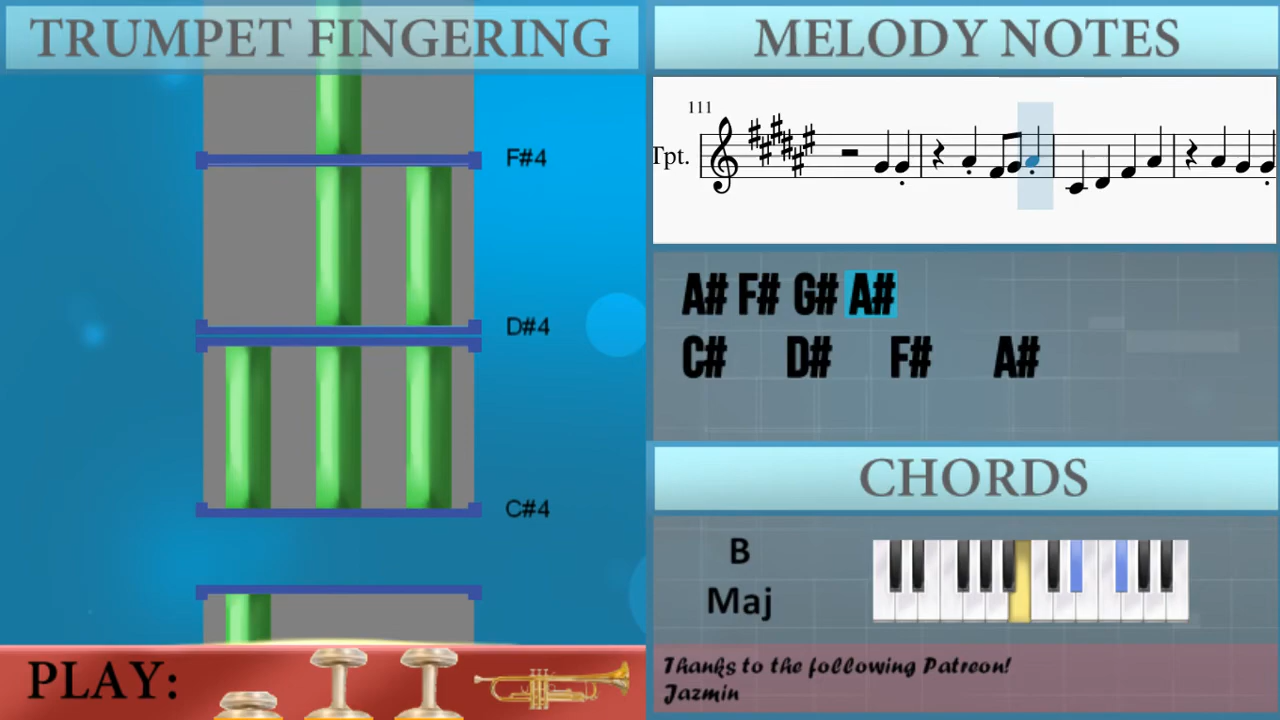 TRUMPET FINGERING
F#4
D#4
C#4
PLAY:
MELODY NOTES
111
Tpt.
A# F# G# A#
C# D# F# A#
CHORDS
B
Maj
Thanks to the following Patreon!
Jazmin